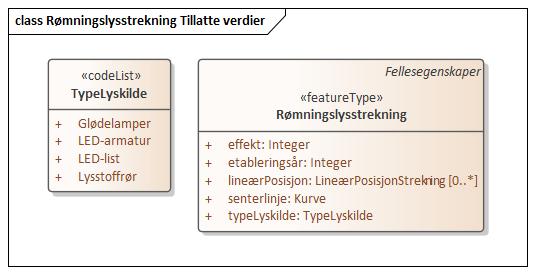 class Rømningslysstrekning Tillatte verdier
«codeList»
TypeLyskilde
+ Glødelamper
+ LED-armatur
+ LED-list
+ Lysstoffrør
Fellesegenskaper
«featureType»
Rømningslysstrekning
+ effekt: Integer
+ etableringsår: Integer
+ lineærPosisjon: LineærPosisjonStrekning [0..*]
+ senterlinje: Kurve
+ typeLyskilde: TypeLyskilde